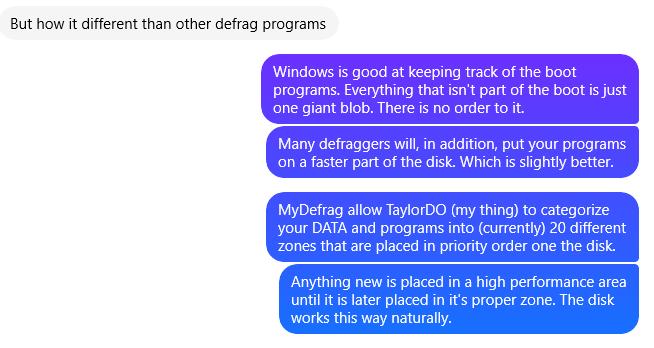 But how it different than other defrag programs
Windows is good at keeping track of the boot
programs. Everything that isn't part of the boot is just
one giant blob. There is no order to it.
Many defraggers will, in addition, put your programs
on a faster part of the disk. Which is slightly better.
MyDefrag allow TaylorDO (my thing) to categorize
your DATA and programs into (currently) 20 different
zones that are placed in priority order one the disk.
Anything new is placed in a high performance area
until it is later placed in it's proper zone. The disk
works this way naturally.